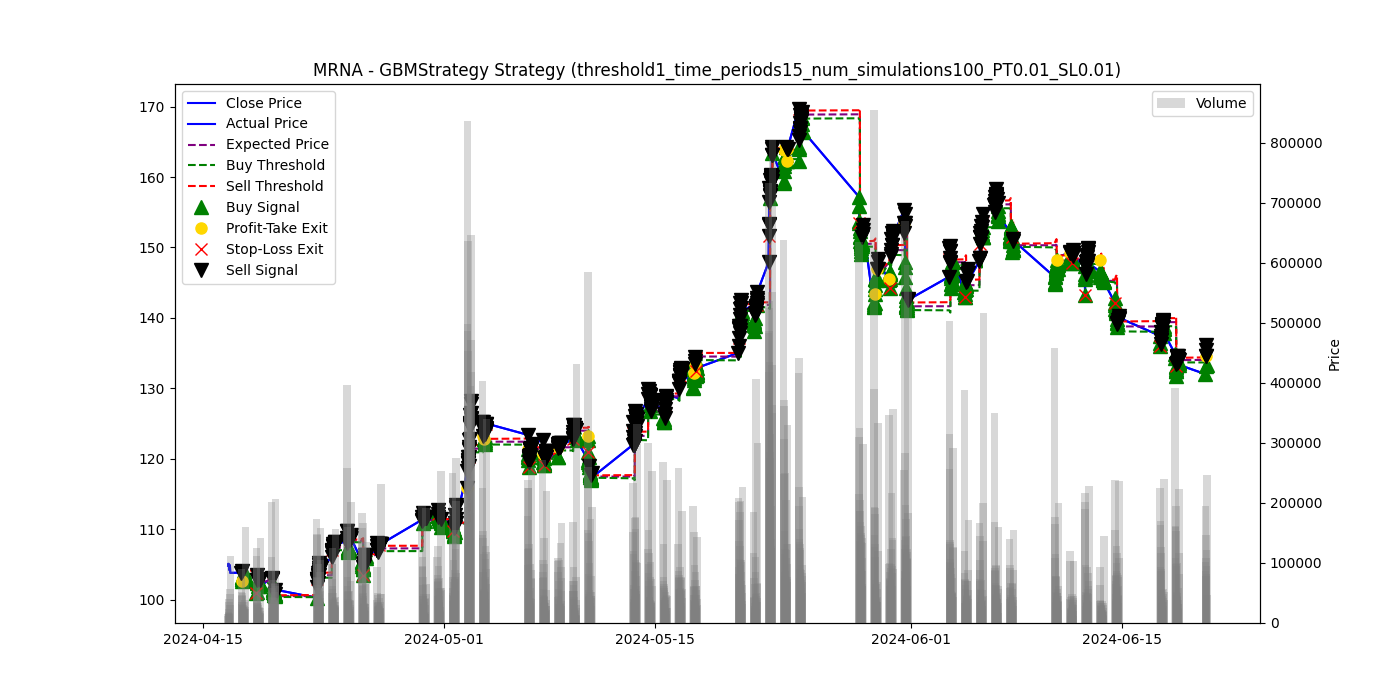 MRNA - GBMStrategy Strategy (threshold1_time_periods15_num_simulations100_PT0.01_SL0.01)
Close Price
Actual Price
Expected Price
Buy Threshold
Sell Threshold
Buy Signal
Profit-Take Exit
Stop-Loss Exit
Sell Signal
Volume
170
160
150
140
130
120
110
100
800000
700000
600000
500000
400000
300000
200000
100000
0
Price
2024-04-15
2024-05-01
2024-05-15
2024-06-01
2024-06-15